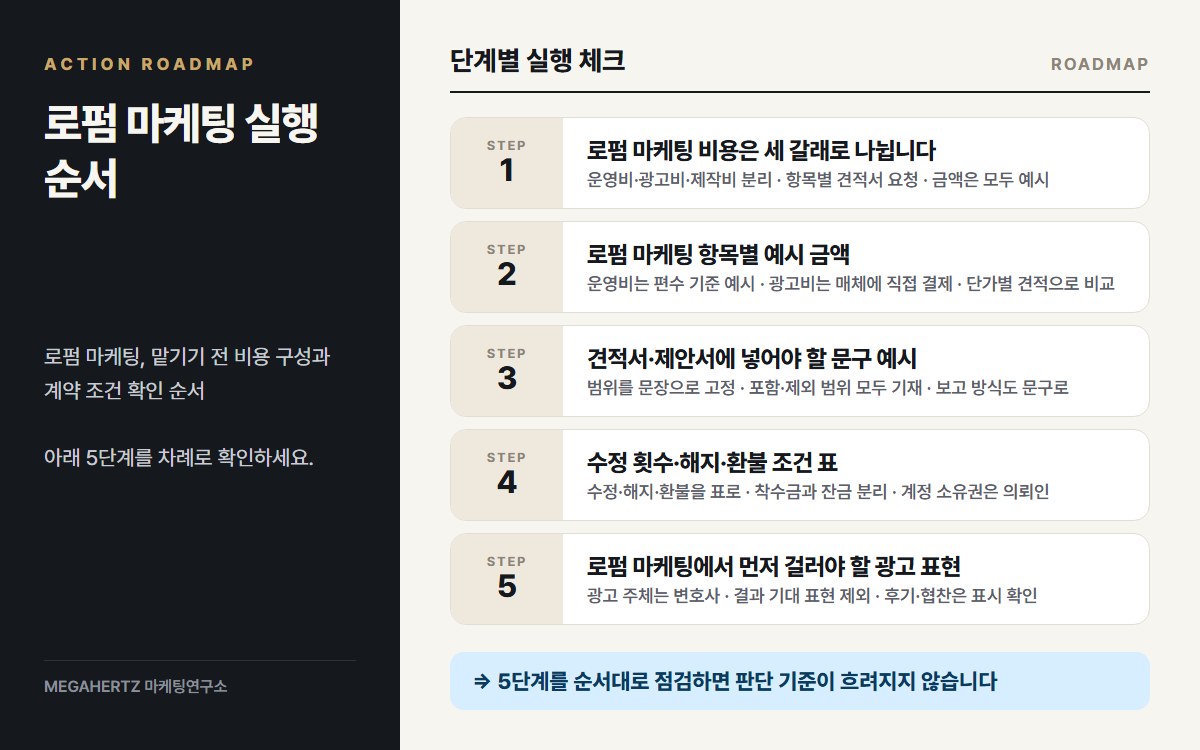 ACTION ROADMAP
로펌 마케팅 실행
순서
로펌 마케팅, 맡기기 전 비용 구성과
계약 조건 확인 순서
아래 5단계를 차례로 확인하세요.
MEGAHERTZ 마케팅연구소
단계별 실행 체크
ROADMAP
STEP
1
로펌 마케팅 비용은 세 갈래로 나뉩니다
운영비·광고비·제작비 분리 · 항목별 견적서 요청 · 금액은 모두 예시
STEP
2
로펌 마케팅 항목별 예시 금액
운영비는 편수 기준 예시 · 광고비는 매체에 직접 결제 · 단가별 견적으로 비교
STEP
3
견적서·제안서에 넣어야 할 문구 예시
범위를 문장으로 고정 · 포함·제외 범위 모두 기재 · 보고 방식도 문구로
STEP
4
수정 횟수·해지·환불 조건 표
수정·해지·환불을 표로 · 착수금과 잔금 분리 · 계정 소유권은 의뢰인
STEP
5
로펌 마케팅에서 먼저 걸러야 할 광고 표현
광고 주체는 변호사 · 결과 기대 표현 제외 · 후기·협찬은 표시 확인
→ 5단계를 순서대로 점검하면 판단 기준이 흐려지지 않습니다